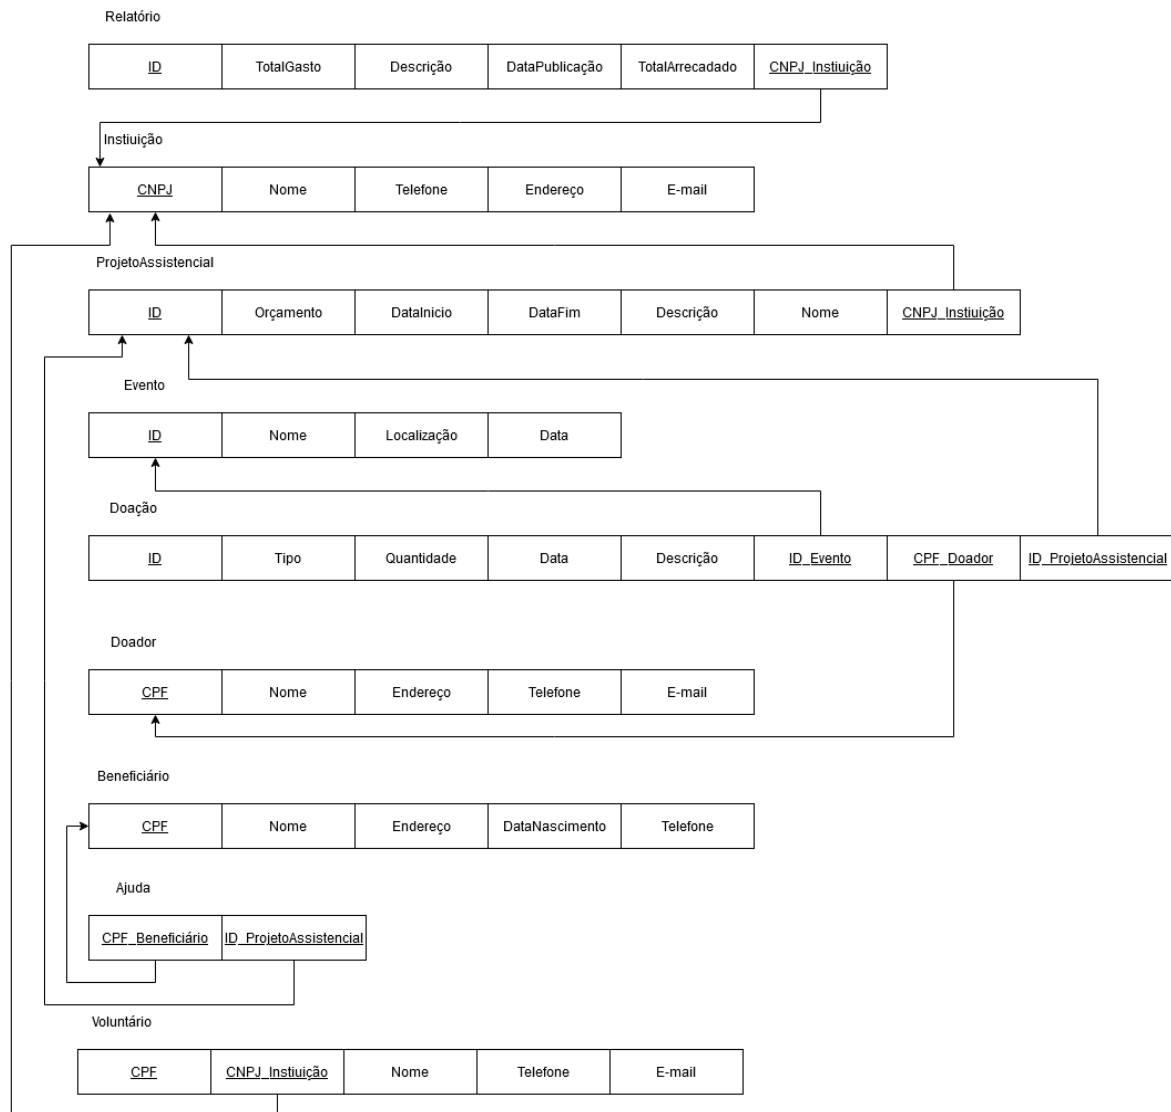 Relatório
ID TotalGasto Descrição DataPublicação TotalArrecadado CNPJ_Instiuição
Instiuição
CNPJ Nome Telefone Endereço E-mail
ProjetoAssistencial
ID Orçamento DataInicio DataFim Descrição Nome CNPJ_Instiuição
Evento
ID Nome Localização Data
Doação
ID Tipo Quantidade Data Descrição ID_Evento CPF_Doador ID_ProjetoAssistencial
Doador
CPF Nome Endereço Telefone E-mail
Beneficiário
CPF Nome Endereço DataNascimento Telefone
Ajuda
CPF_Beneficiário ID_ProjetoAssistencial
Voluntário
CPF CNPJ_Instiuição Nome Telefone E-mail